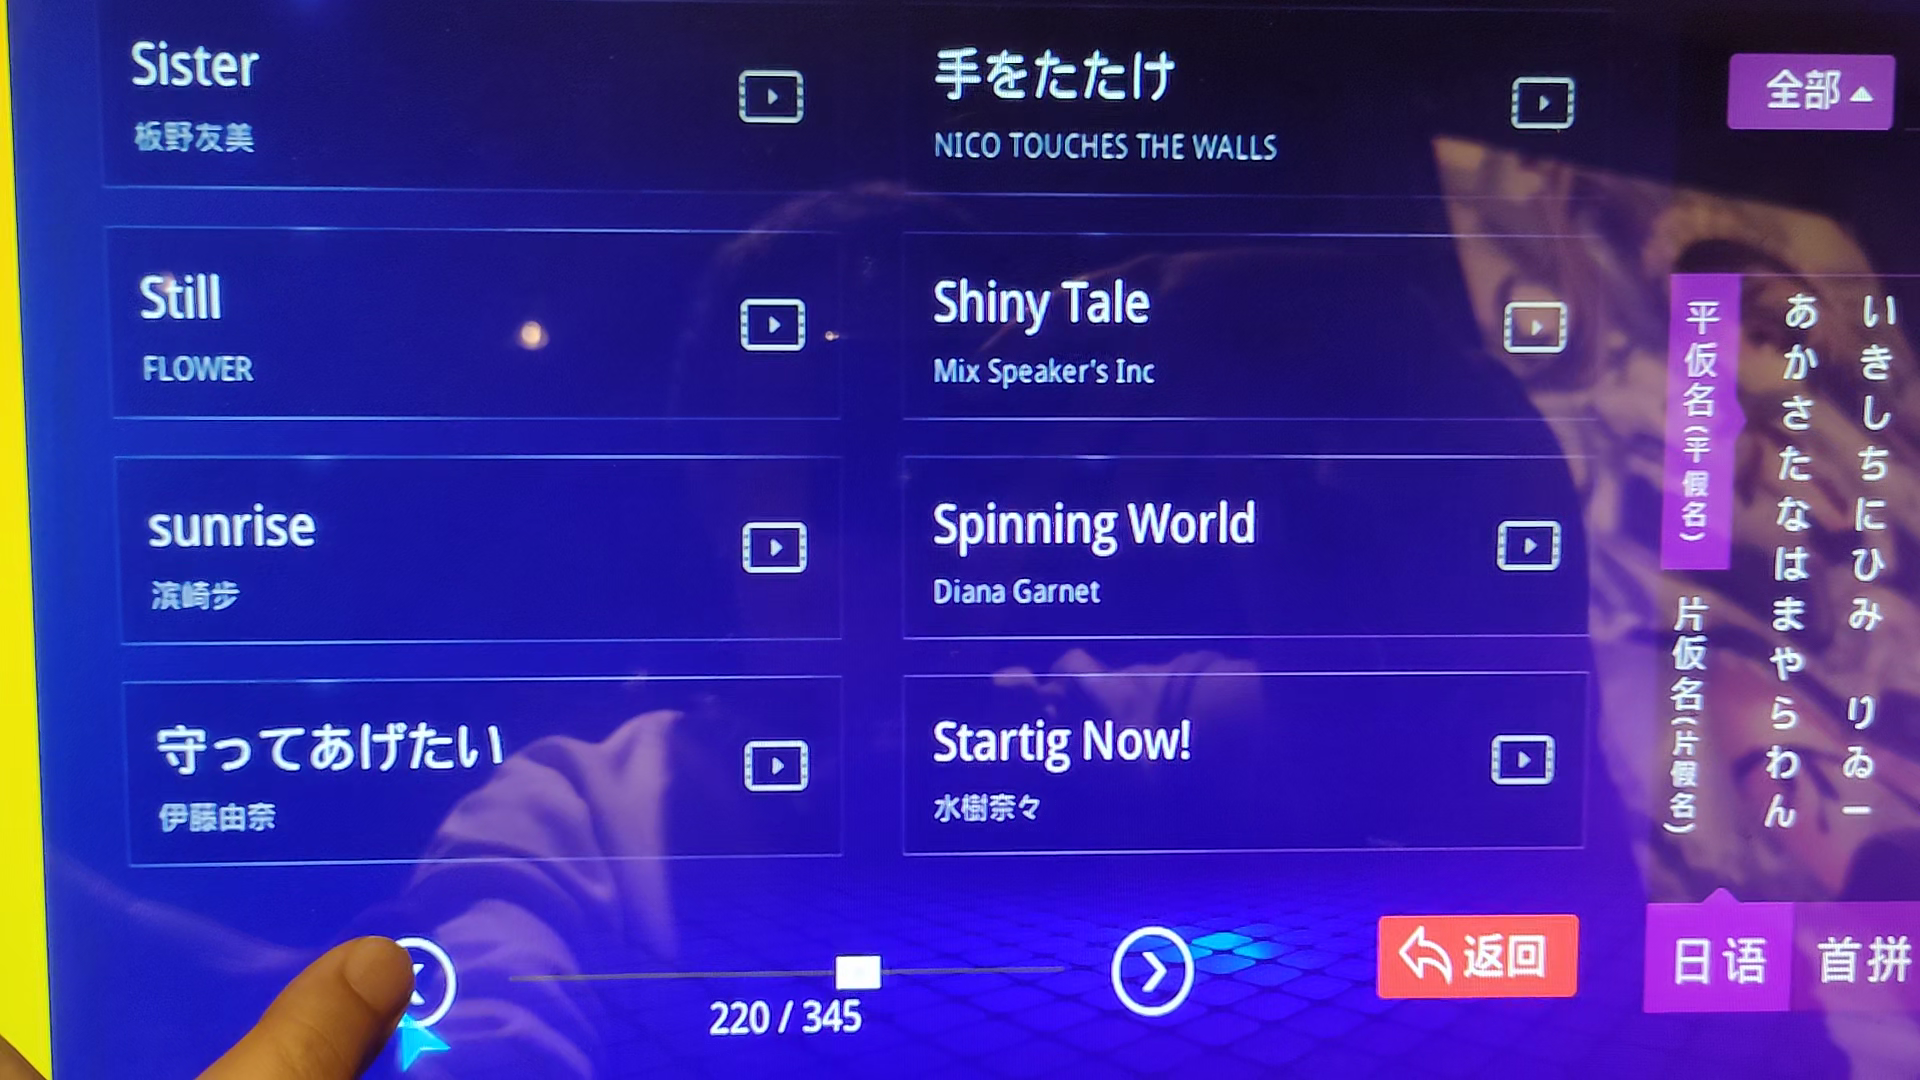 Sister
板野友美
手をたたけ
NICO TOUCHES THE WALLS
Still
FLOWER
Shiny Tale
Mix Speaker's Inc
sunrise
滨崎步
Spinning World
Diana Garnet
守ってあげたい
伊藤由奈
Startig Now!
水樹奈々
220 / 345
返回
全部
平仮名(平假名)
片仮名(片假名)
あかさたなはまやらわん
いきしちにひみ りゐー
日语
首拼